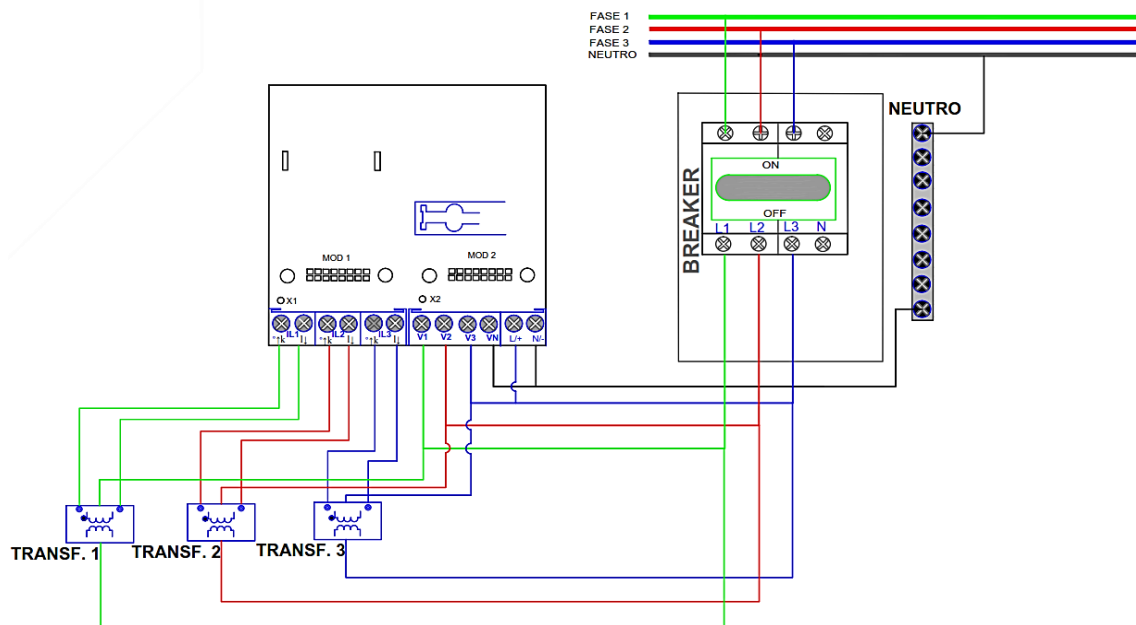 FASE 1
FASE 2
FASE 3
NEUTRO
NEUTRO
BREAKER
ON
OFF
L1 L2 L3 N
MOD 1 MOD 2
X1 X2
IL1 IL2 IL3
°↑k l↓ °↑k l↓ °↑k l↓ V1 V2 V3 VN L/+ N/-
TRANSF. 1
TRANSF. 2
TRANSF. 3